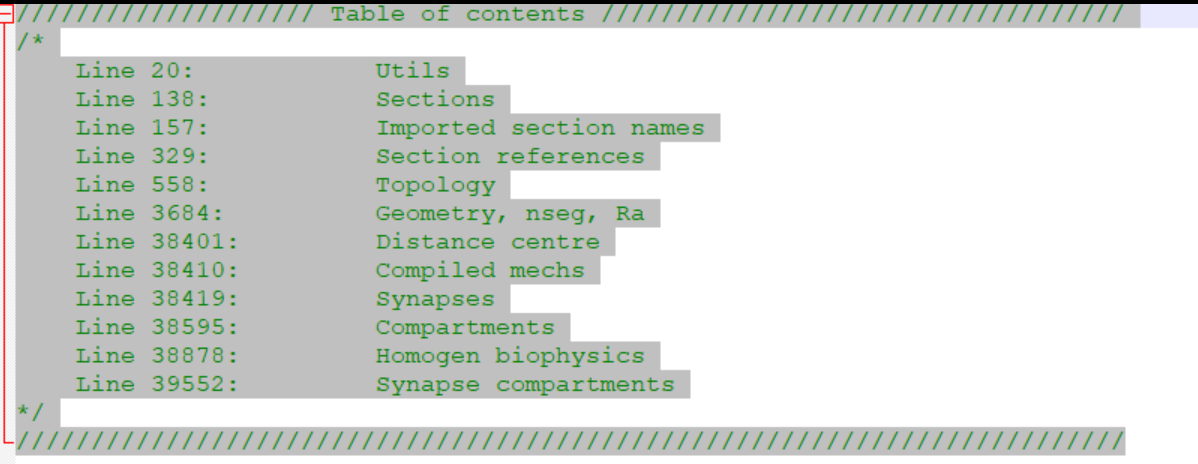 //////////////////// Table of contents ///////////////////////////////////
/*
Line 20: Utils
Line 138: Sections
Line 157: Imported section names
Line 329: Section references
Line 558: Topology
Line 3684: Geometry, nseg, Ra
Line 38401: Distance centre
Line 38410: Compiled mechs
Line 38419: Synapses
Line 38595: Compartments
Line 38878: Homogen biophysics
Line 39552: Synapse compartments
*/
//////////////////////////////////////////////////////////////////////////